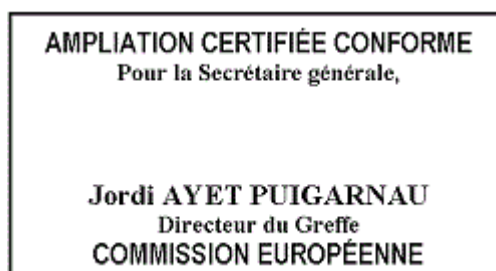 AMPLIATION CERTIFIÉE CONFORME
Pour la Secrétaire générale,
Jordi AYET PUIGARNAU
Directeur du Greffe
COMMISSION EUROPÉENNE